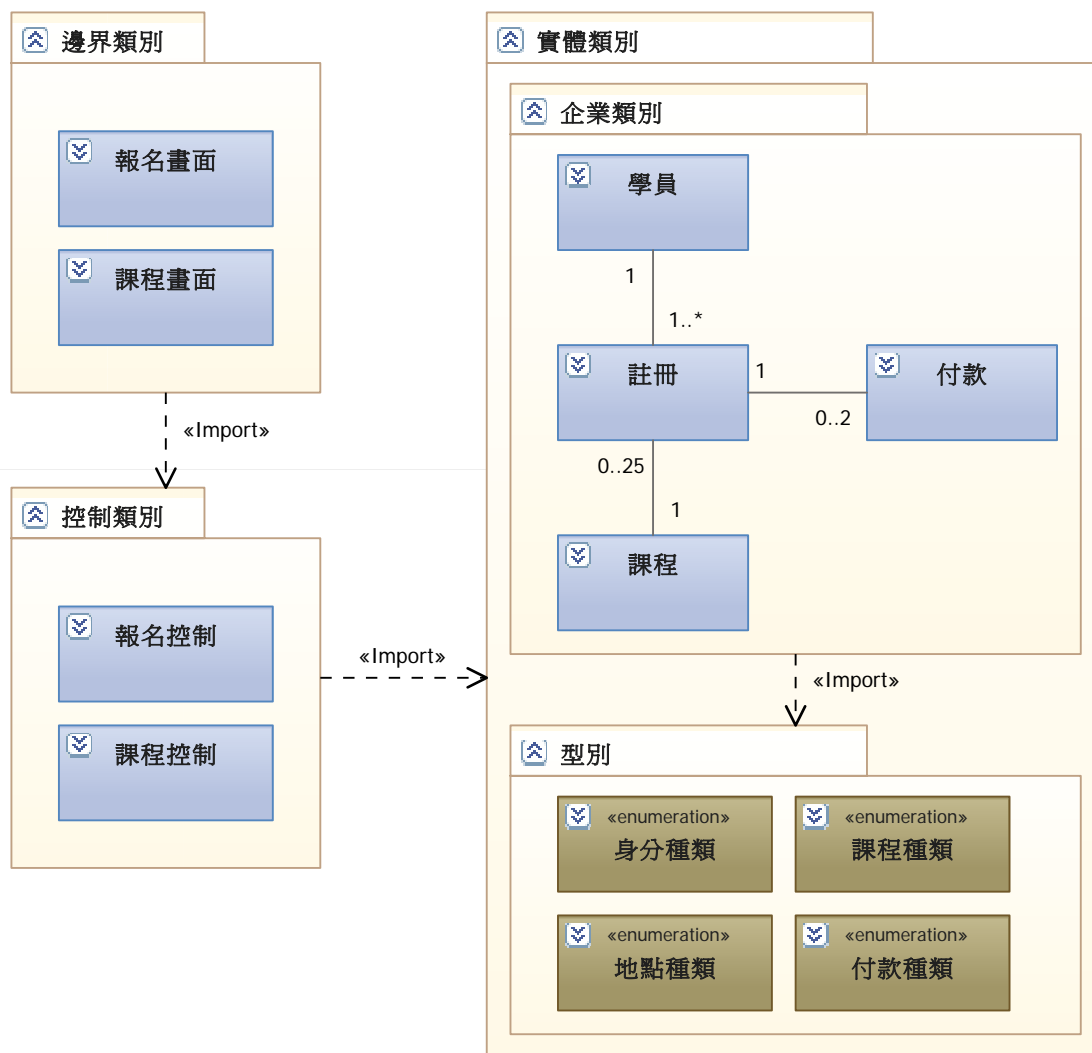 邊界類別
報名畫面
課程畫面
«Import»
控制類別
報名控制
課程控制
«Import»
實體類別
企業類別
學員
1
1..*
註冊
1
0..2
付款
0..25
1
課程
«Import»
型別
«enumeration»
身分種類
«enumeration»
課程種類
«enumeration»
地點種類
«enumeration»
付款種類